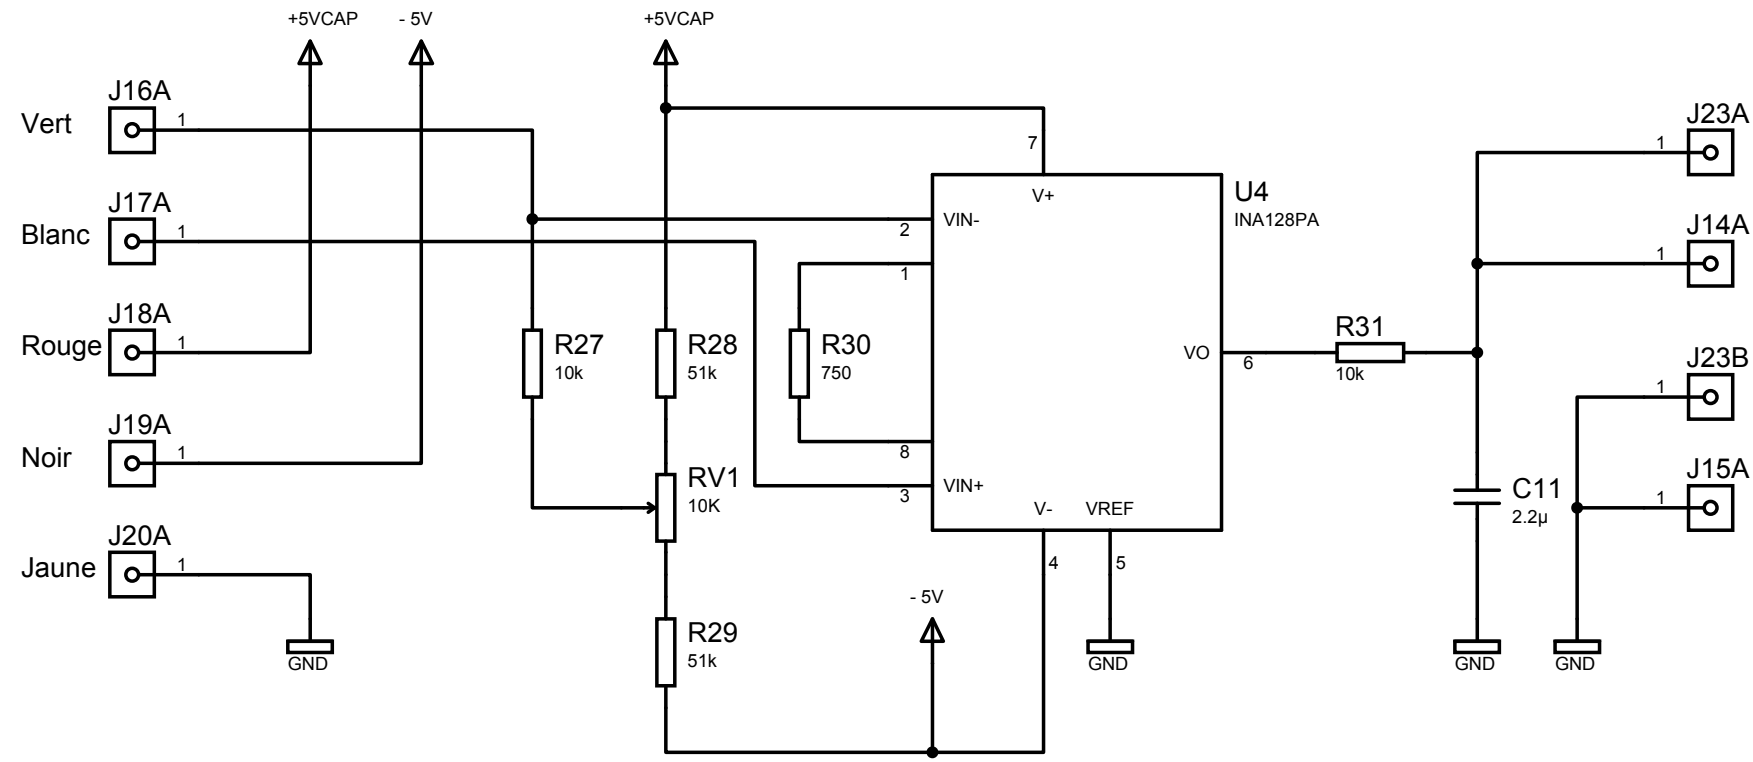 +5VCAP
- 5V
+5VCAP
J16A
Vert
1
J17A
Blanc
1
J18A
Rouge
1
J19A
Noir
1
J20A
Jaune
1
GND
R27
10k
R28
51k
RV1
10K
R29
51k
R30
750
7
V+
2
VIN-
1
8
3
VIN+
V-
VREF
4
5
VO
6
U4
INA128PA
- 5V
GND
R31
10k
C11
2.2µ
GND
GND
J23A
1
J14A
1
J23B
1
J15A
1